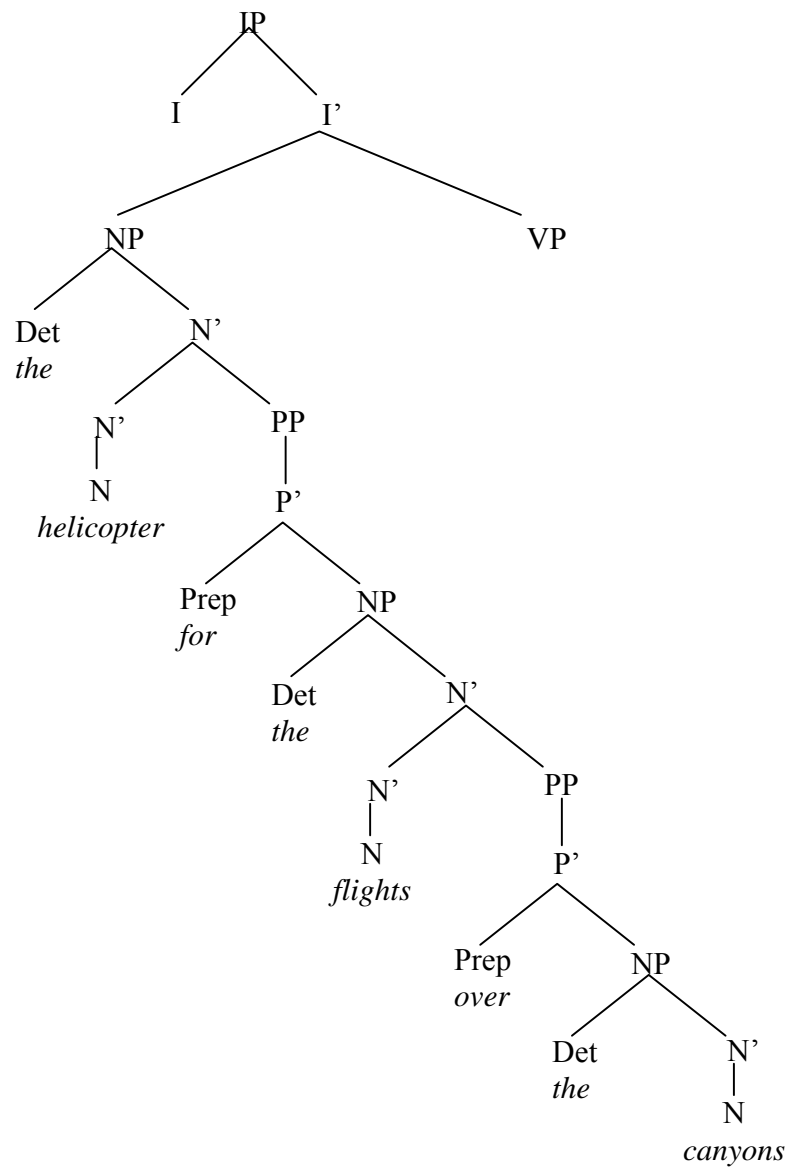 IP
I I’
NP VP
Det N’
the
N’ PP
N P’
helicopter
Prep NP
for
Det N’
the
N’ PP
N P’
flights
Prep NP
over
Det N’
the
N
canyons